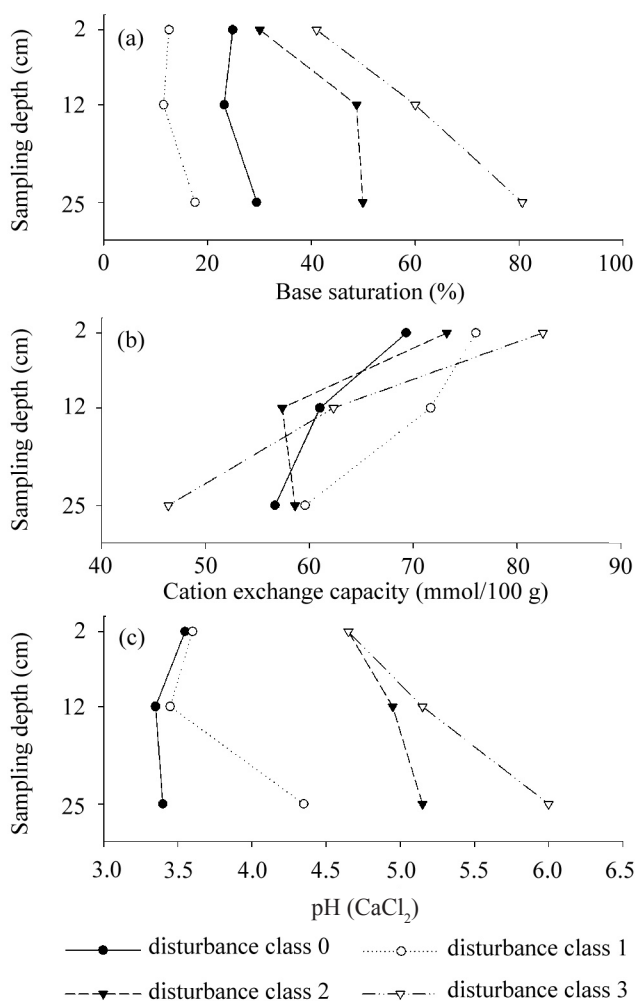 Sampling depth (cm)
(a)
2
12
25
0 20 40 60 80 100
Base saturation (%)
Sampling depth (cm)
(b)
2
12
25
40 50 60 70 80 90
Cation exchange capacity (mmol/100 g)
Sampling depth (cm)
(c)
2
12
25
3.0 3.5 4.0 4.5 5.0 5.5 6.0 6.5
pH (CaCl₂)
disturbance class 0 disturbance class 1
disturbance class 2 disturbance class 3